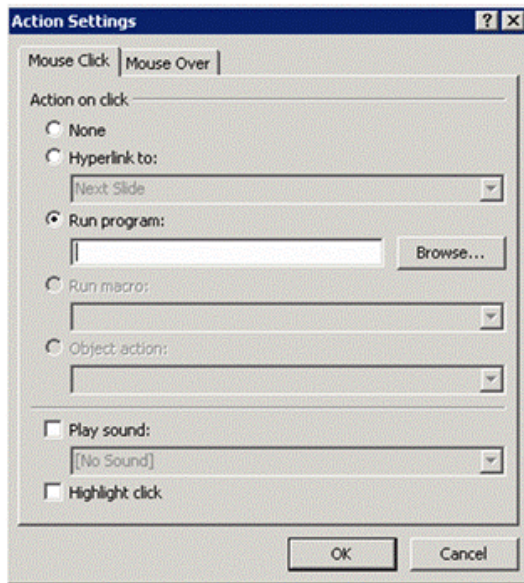 Action Settings
Mouse Click Mouse Over
Action on click
None
Hyperlink to:
Next Slide
Run program:
Browse...
Run macro:
Object action:
Play sound:
[No Sound]
Highlight click
OK Cancel